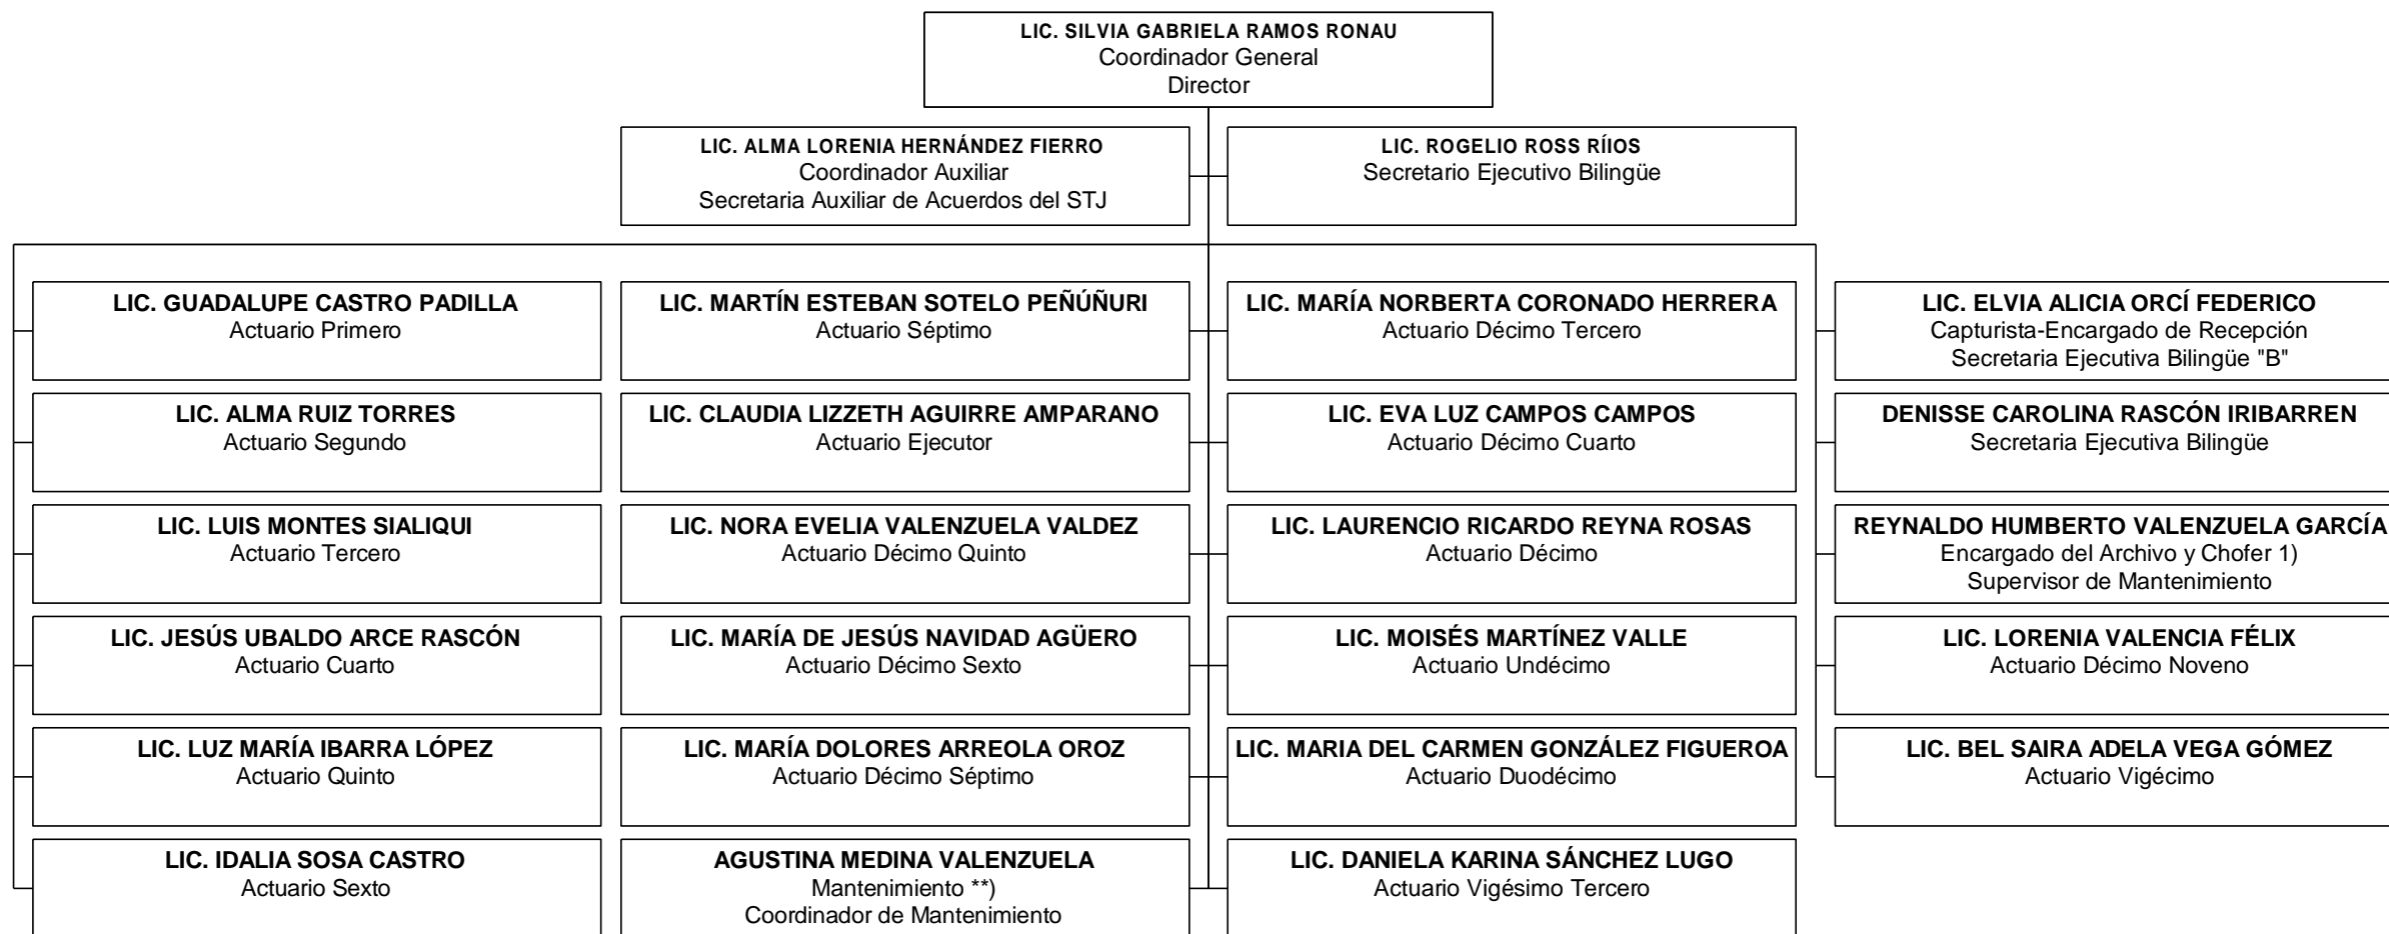 LIC. SILVIA GABRIELA RAMOS RONAU
Coordinador General
Director
LIC. ALMA LORENIA HERNÁNDEZ FIERRO
Coordinador Auxiliar
Secretaria Auxiliar de Acuerdos del STJ
LIC. ROGELIO ROSS RÍIOS
Secretario Ejecutivo Bilingüe
LIC. GUADALUPE CASTRO PADILLA
Actuario Primero
LIC. MARTÍN ESTEBAN SOTELO PEÑÚÑURI
Actuario Séptimo
LIC. MARÍA NORBERTA CORONADO HERRERA
Actuario Décimo Tercero
LIC. ELVIA ALICIA ORCÍ FEDERICO
Capturista-Encargado de Recepción
Secretaria Ejecutiva Bilingüe "B"
LIC. ALMA RUIZ TORRES
Actuario Segundo
LIC. CLAUDIA LIZZETH AGUIRRE AMPARANO
Actuario Ejecutor
LIC. EVA LUZ CAMPOS CAMPOS
Actuario Décimo Cuarto
DENISSE CAROLINA RASCÓN IRIBARREN
Secretaria Ejecutiva Bilingüe
LIC. LUIS MONTES SIALIQUI
Actuario Tercero
LIC. NORA EVELIA VALENZUELA VALDEZ
Actuario Décimo Quinto
LIC. LAURENCIO RICARDO REYNA ROSAS
Actuario Décimo
REYNALDO HUMBERTO VALENZUELA GARCÍA
Encargado del Archivo y Chofer 1)
Supervisor de Mantenimiento
LIC. JESÚS UBALDO ARCE RASCÓN
Actuario Cuarto
LIC. MARÍA DE JESÚS NAVIDAD AGÜERO
Actuario Décimo Sexto
LIC. MOISÉS MARTÍNEZ VALLE
Actuario Undécimo
LIC. LORENIA VALENCIA FÉLIX
Actuario Décimo Noveno
LIC. LUZ MARÍA IBARRA LÓPEZ
Actuario Quinto
LIC. MARÍA DOLORES ARREOLA OROZ
Actuario Décimo Séptimo
LIC. MARIA DEL CARMEN GONZÁLEZ FIGUEROA
Actuario Duodécimo
LIC. BEL SAIRA ADELA VEGA GÓMEZ
Actuario Vigécimo
LIC. IDALIA SOSA CASTRO
Actuario Sexto
AGUSTINA MEDINA VALENZUELA
Mantenimiento **)
Coordinador de Mantenimiento
LIC. DANIELA KARINA SÁNCHEZ LUGO
Actuario Vigésimo Tercero